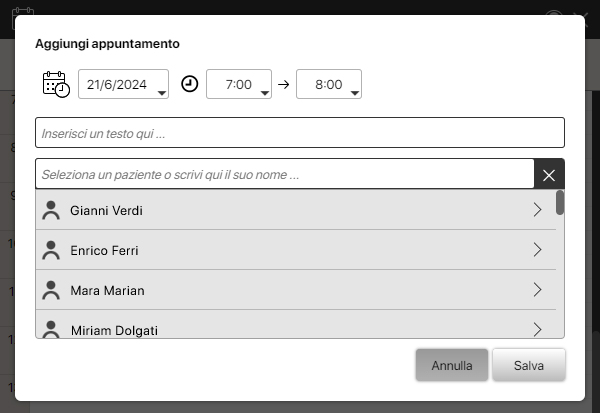 Aggiungi appuntamento
21/6/2024 7:00 → 8:00
Inserisci un testo qui ...
Seleziona un paziente o scrivi qui il suo nome ...
Gianni Verdi
Enrico Ferri
Mara Marian
Miriam Dolgati
Annulla Salva